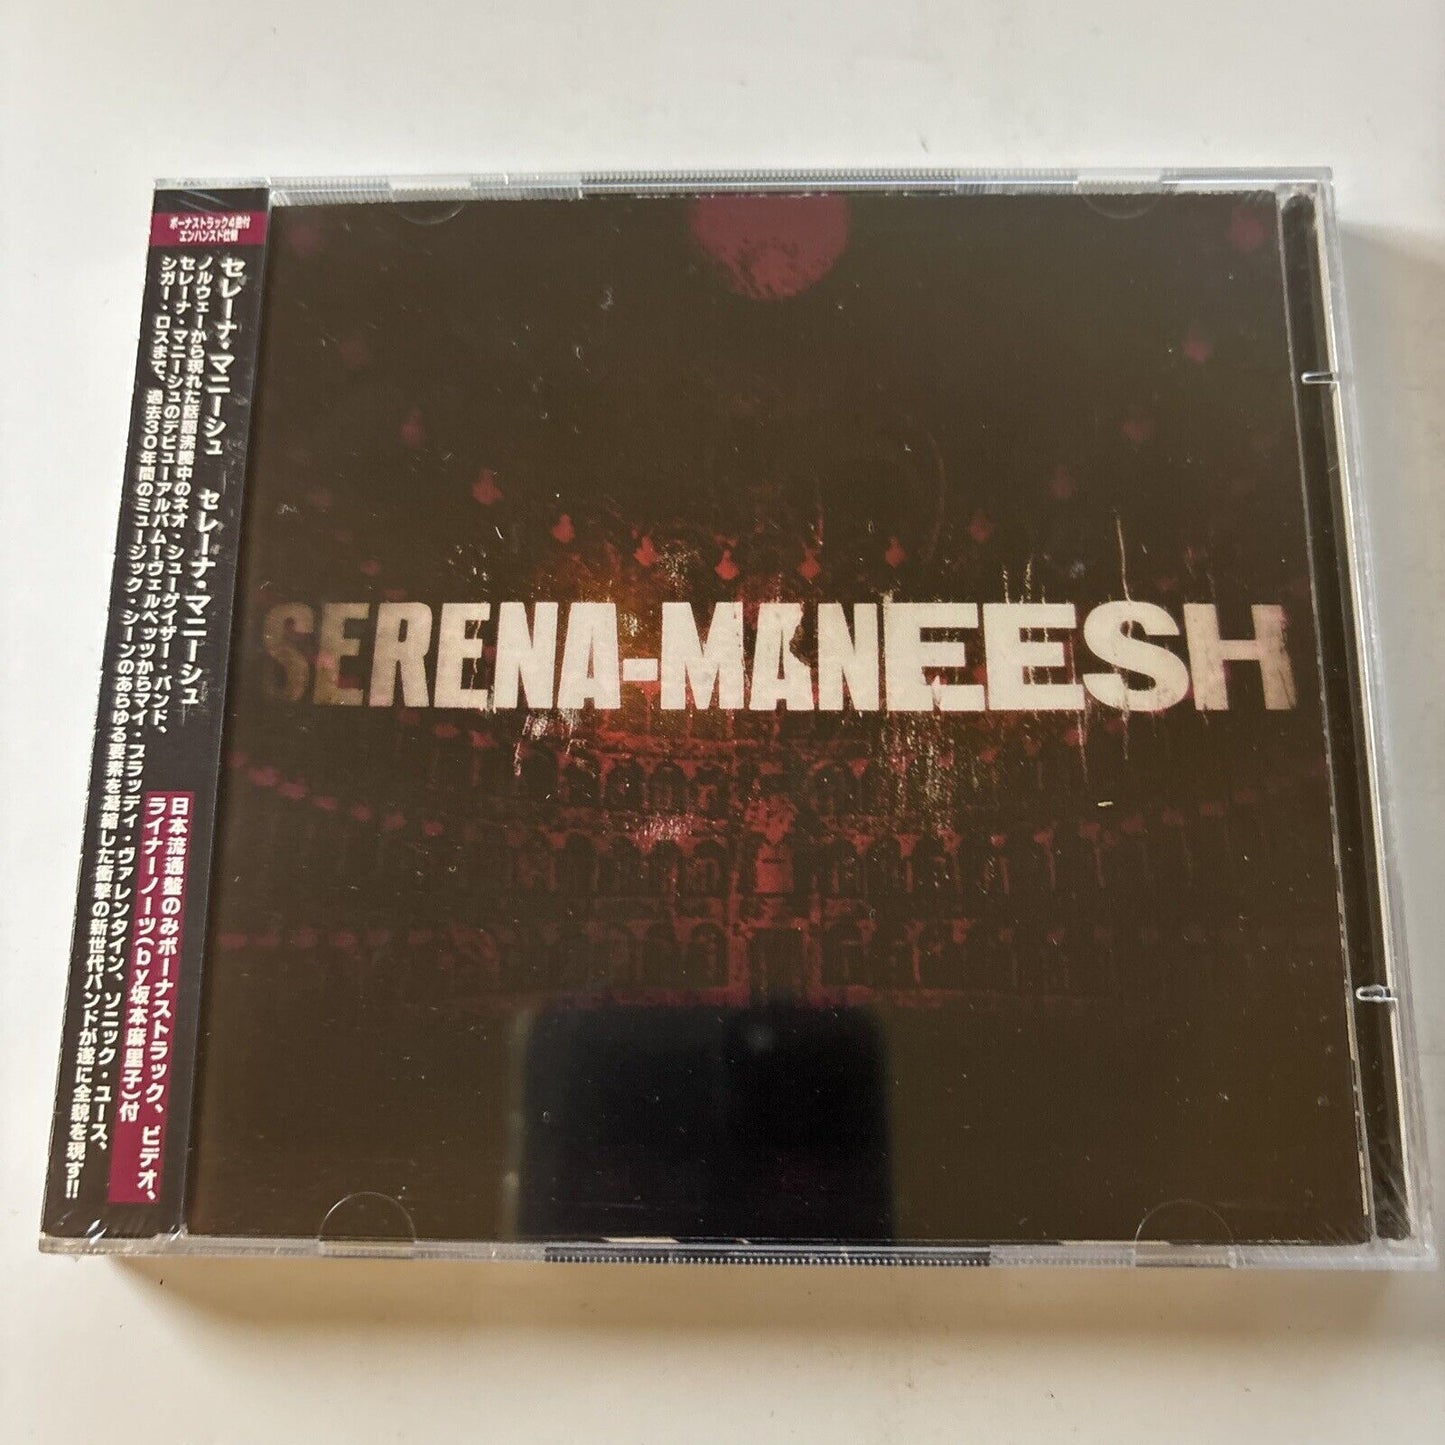 ボーナストラック4曲付
エンハンスド仕様
セレーナ・マニーシュ　セレーナ・マニーシュ
ノルウェーから現れた話題沸騰中のネオ・シューゲイザー・バンド、
セレーナ・マニーシュのデビューアルバム!ヴェルベッツからマイ・ブラッディ・ヴァレンタイン、ソニック・ユース、
シガー・ロスまで、過去30年間のミュージック・シーンのあらゆる要素を凝縮した衝撃の新世代バンドが遂に全貌を現す!!
日本流通盤のみボーナストラック、ビデオ、
ライナーノーツ(by坂本麻里子)付
SERENA-MANEESH